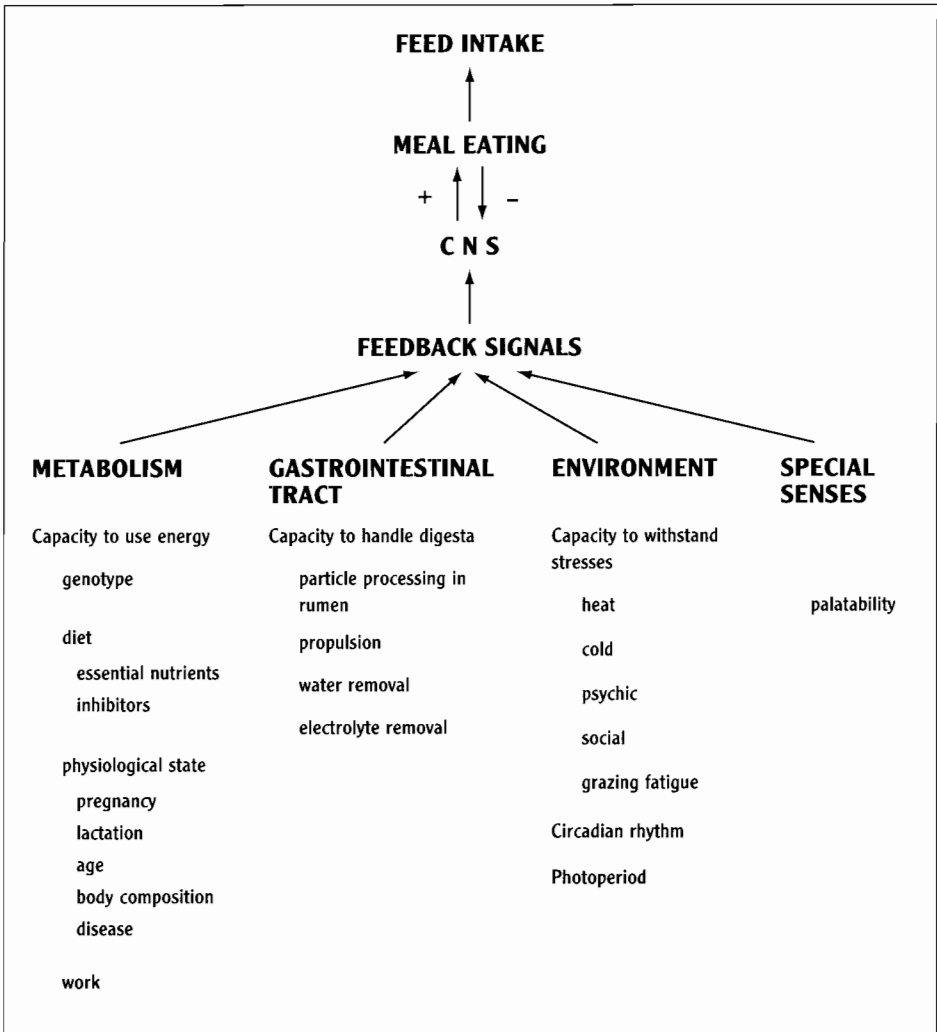 FEED INTAKE
MEAL EATING
+ −
C N S
FEEDBACK SIGNALS
METABOLISM
Capacity to use energy
genotype
diet
essential nutrients
inhibitors
physiological state
pregnancy
lactation
age
body composition
disease
work
GASTROINTESTINAL
TRACT
Capacity to handle digesta
particle processing in
rumen
propulsion
water removal
electrolyte removal
ENVIRONMENT
Capacity to withstand
stresses
heat
cold
psychic
social
grazing fatigue
Circadian rhythm
Photoperiod
SPECIAL
SENSES
palatability